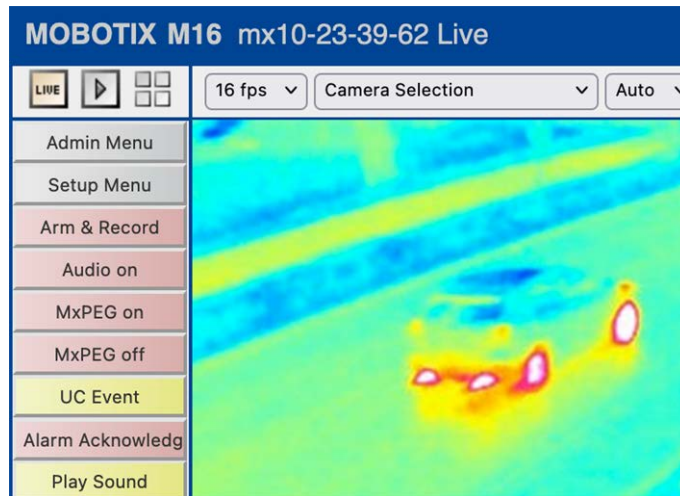 MOBOTIX M16 mx10-23-39-62 Live
LIVE
16 fps
Camera Selection
Auto
Admin Menu
Setup Menu
Arm & Record
Audio on
MxPEG on
MxPEG off
UC Event
Alarm Acknowledg
Play Sound